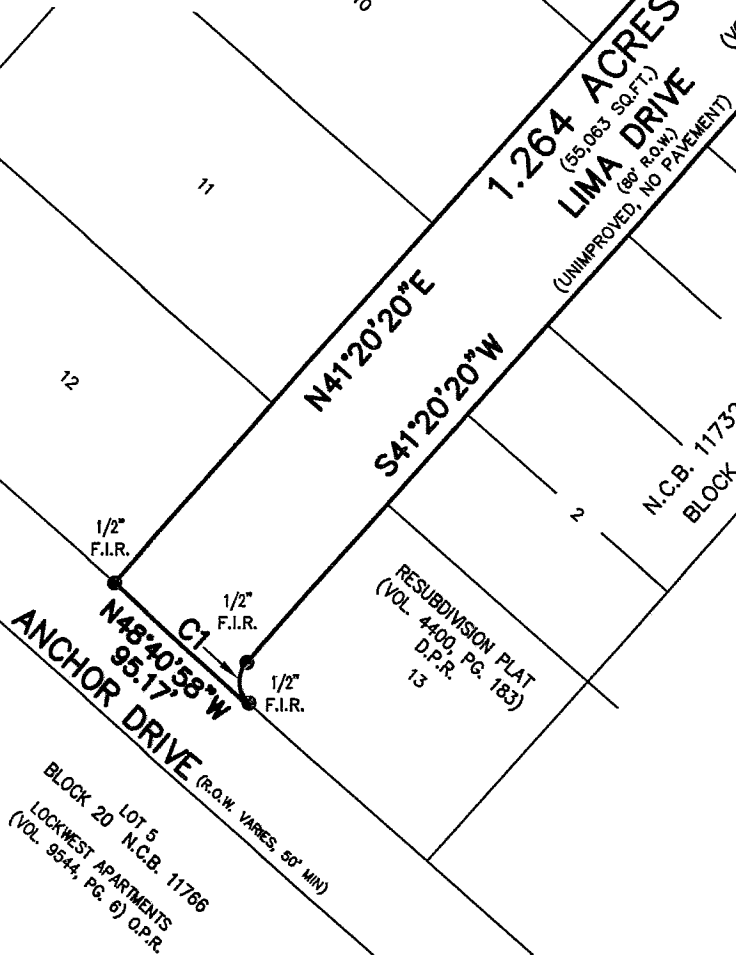 10
1.264 ACRES
(55,063 SQ.FT.)
LIMA DRIVE
(80' R.O.W.)
(UNIMPROVED, NO PAVEMENT)
11
N41°20'20"E
S41°20'20"W
12
N.C.B. 11732
BLOCK
2
1/2"
F.I.R.
1/2"
F.I.R.
1/2"
F.I.R.
C1
N48°40'58"W
95.17'
RESUBDIVISION PLAT
(VOL. 4400, PG. 183)
D.P.R.
13
ANCHOR DRIVE (R.O.W. VARIES, 50' MIN)
LOT 5
BLOCK 20 N.C.B. 11766
LOCKWEST APARTMENTS
(VOL. 9544, PG. 6) O.P.R.